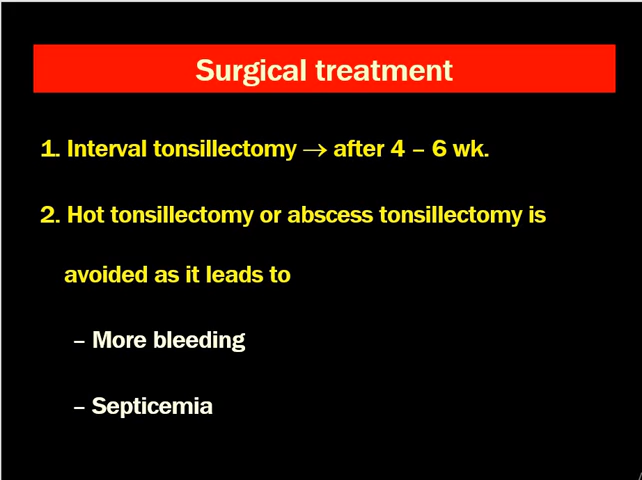 Surgical treatment
1. Interval tonsillectomy → after 4 – 6 wk.
2. Hot tonsillectomy or abscess tonsillectomy is
avoided as it leads to
– More bleeding
– Septicemia